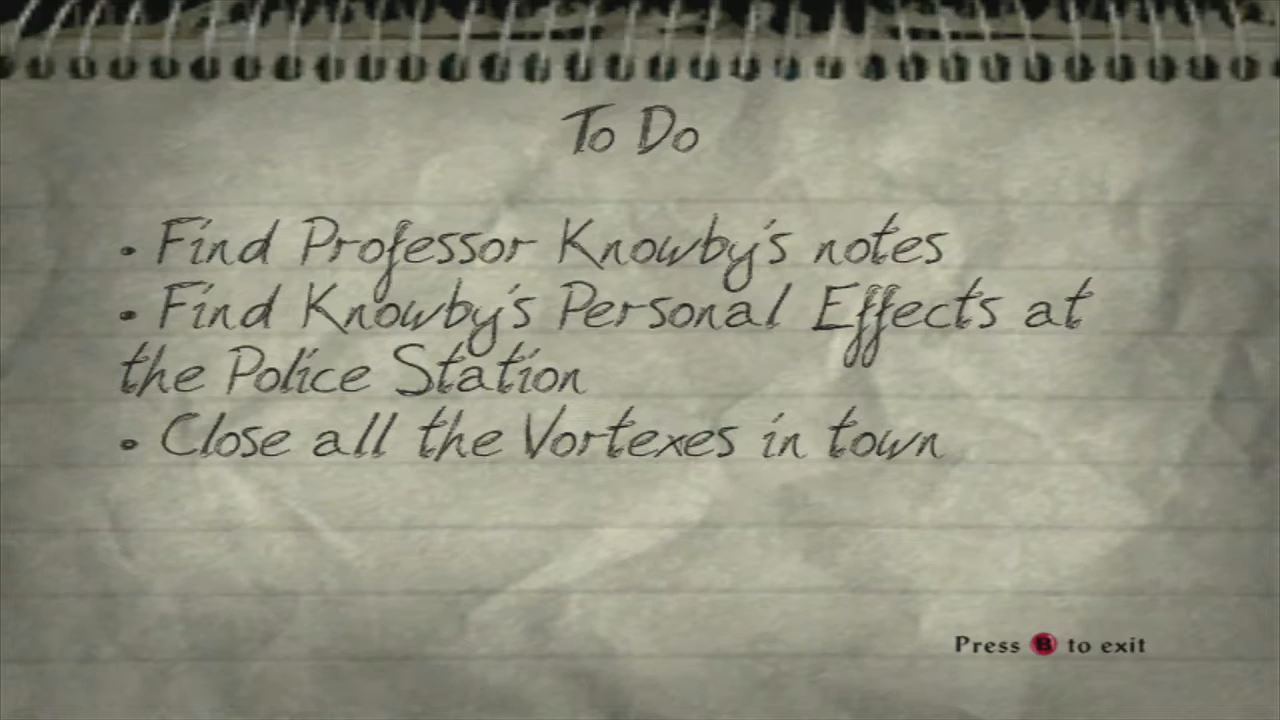 To Do
• Find Professor Knowby's notes
• Find Knowby's Personal Effects at
the Police Station
• Close all the Vortexes in town
Press B to exit